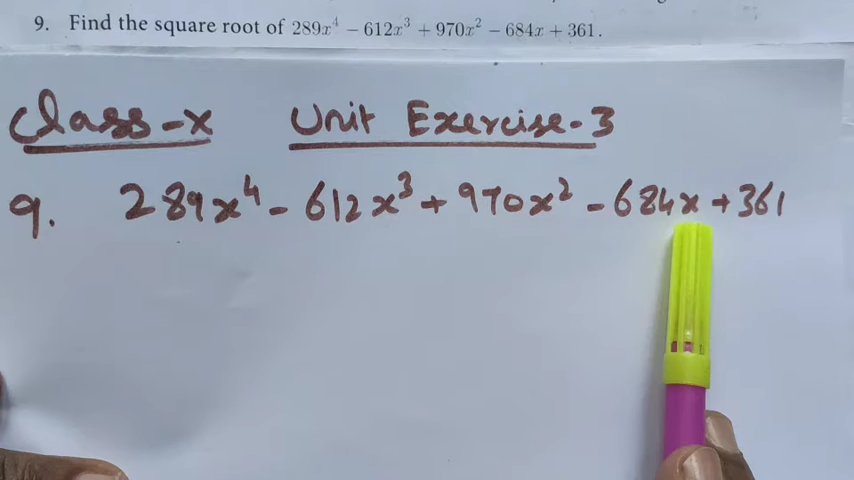 9. Find the square root of 289x⁴ − 612x³ + 970x² − 684x + 361.
Class-X Unit Exercise-3
9. 289x⁴ - 612x³ + 970x² - 684x + 361